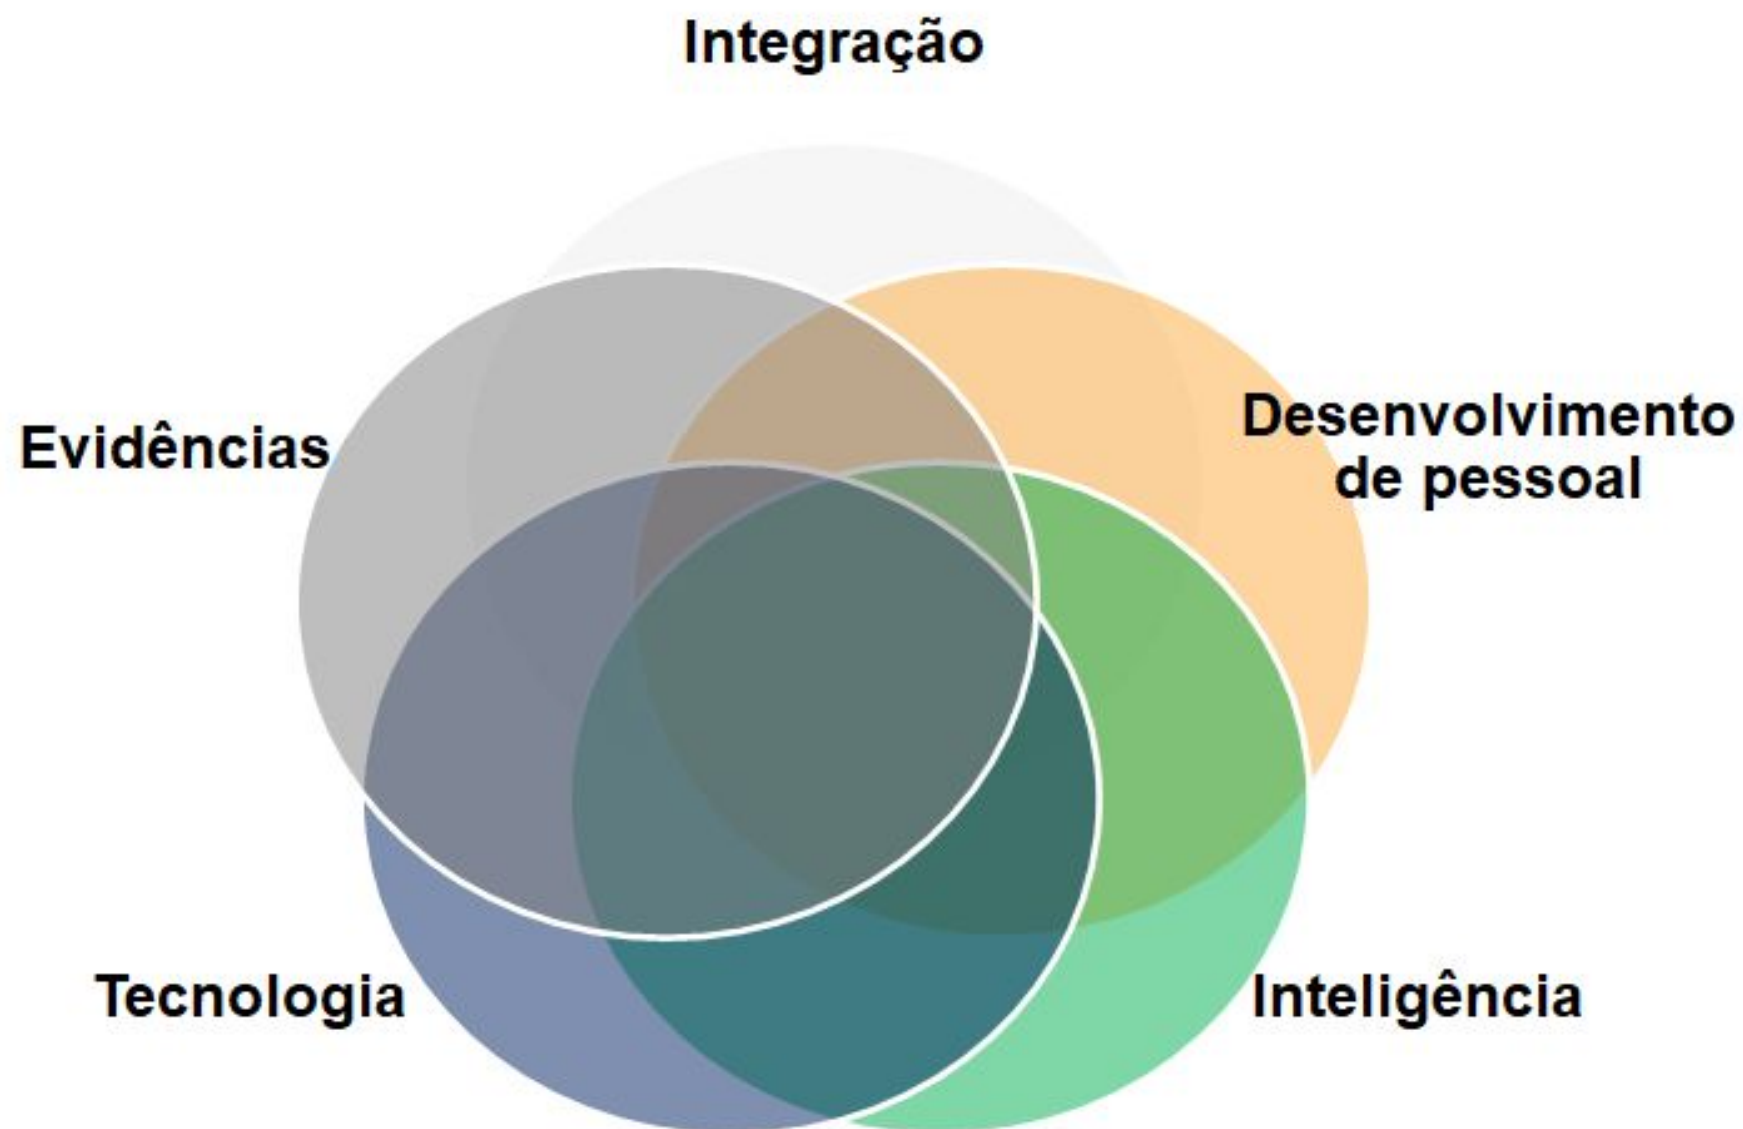 Integração
Evidências
Desenvolvimento
de pessoal
Tecnologia
Inteligência